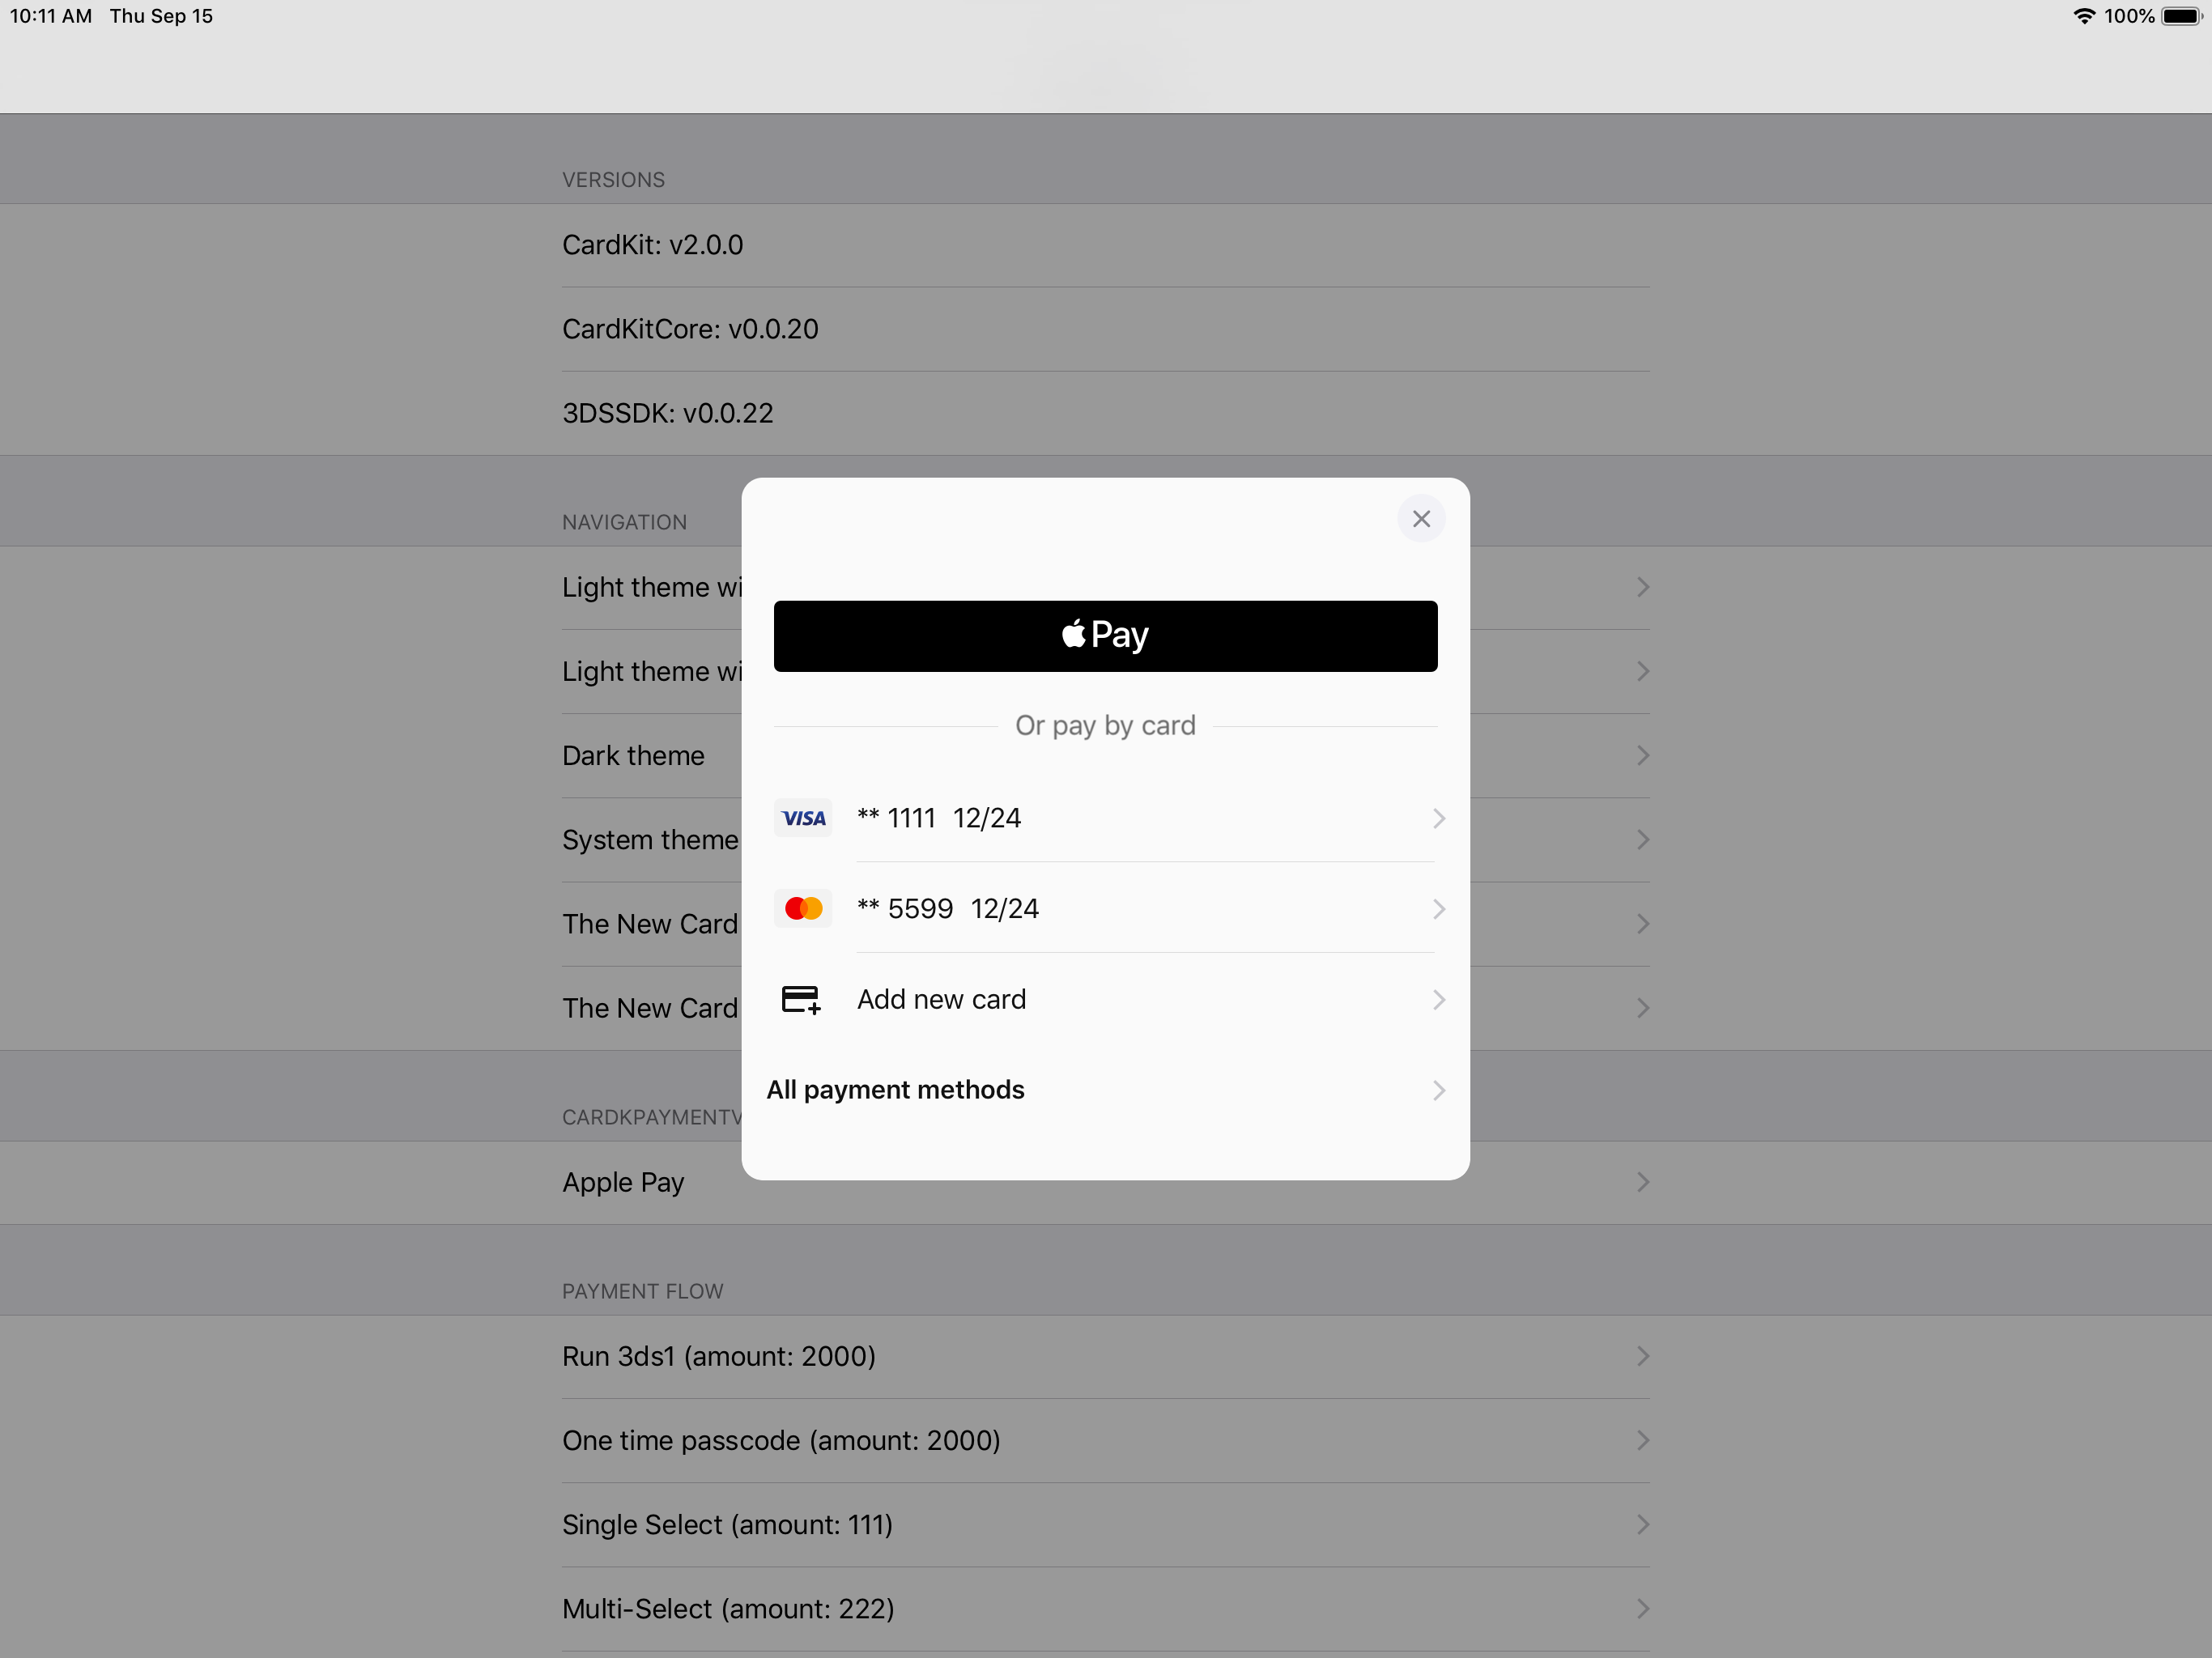 10:11 AM Thu Sep 15 100%
VERSIONS
CardKit: v2.0.0
CardKitCore: v0.0.20
3DSSDK: v0.0.22
NAVIGATION
Light theme wi
Light theme wi
Dark theme
System theme
The New Card
The New Card
CARDKPAYMENTV
Apple Pay
PAYMENT FLOW
Run 3ds1 (amount: 2000)
One time passcode (amount: 2000)
Single Select (amount: 111)
Multi-Select (amount: 222)
Pay
Or pay by card
VISA ** 1111 12/24
** 5599 12/24
Add new card
All payment methods